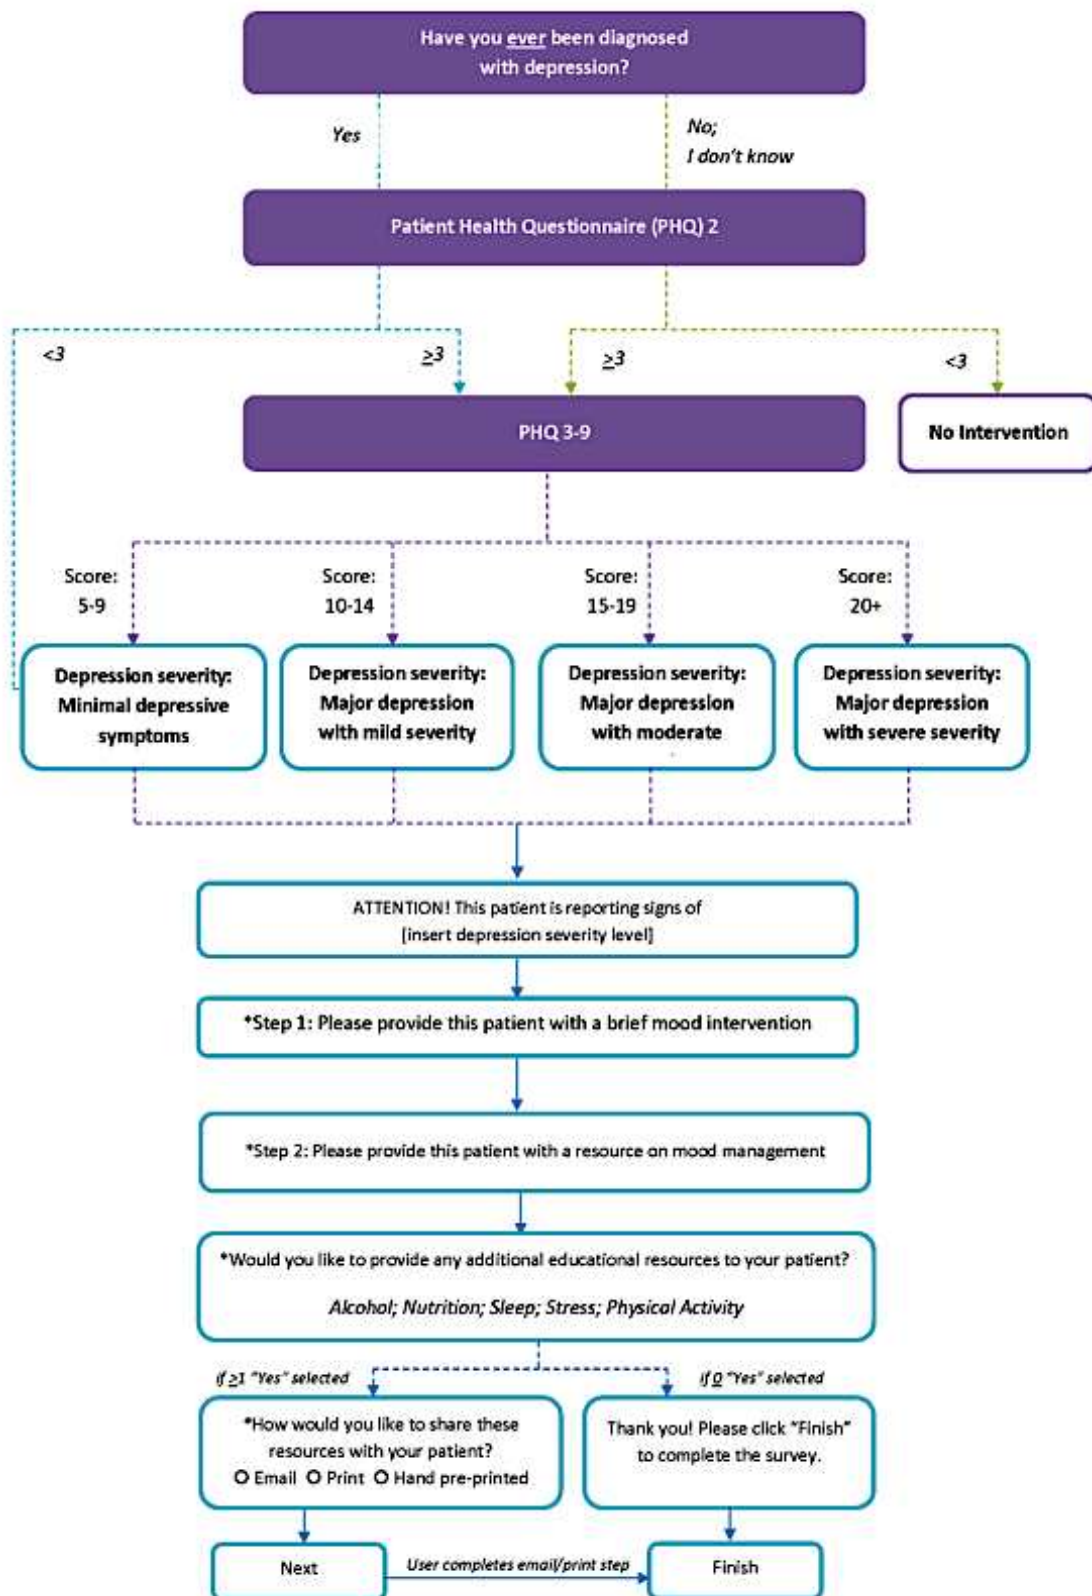 Have you ever been diagnosed
with depression?
Yes
No;
I don't know
Patient Health Questionnaire (PHQ) 2
<3
≥3
≥3
<3
PHQ 3-9
No Intervention
Score:
5-9
Score:
10-14
Score:
15-19
Score:
20+
Depression severity:
Minimal depressive
symptoms
Depression severity:
Major depression
with mild severity
Depression severity:
Major depression
with moderate
Depression severity:
Major depression
with severe severity
ATTENTION! This patient is reporting signs of
[insert depression severity level]
*Step 1: Please provide this patient with a brief mood intervention
*Step 2: Please provide this patient with a resource on mood management
*Would you like to provide any additional educational resources to your patient?
Alcohol; Nutrition; Sleep; Stress; Physical Activity
if ≥1 "Yes" selected
if 0 "Yes" selected
*How would you like to share these
resources with your patient?
O Email O Print O Hand pre-printed
Thank you! Please click "Finish"
to complete the survey.
Next
User completes email/print step
Finish